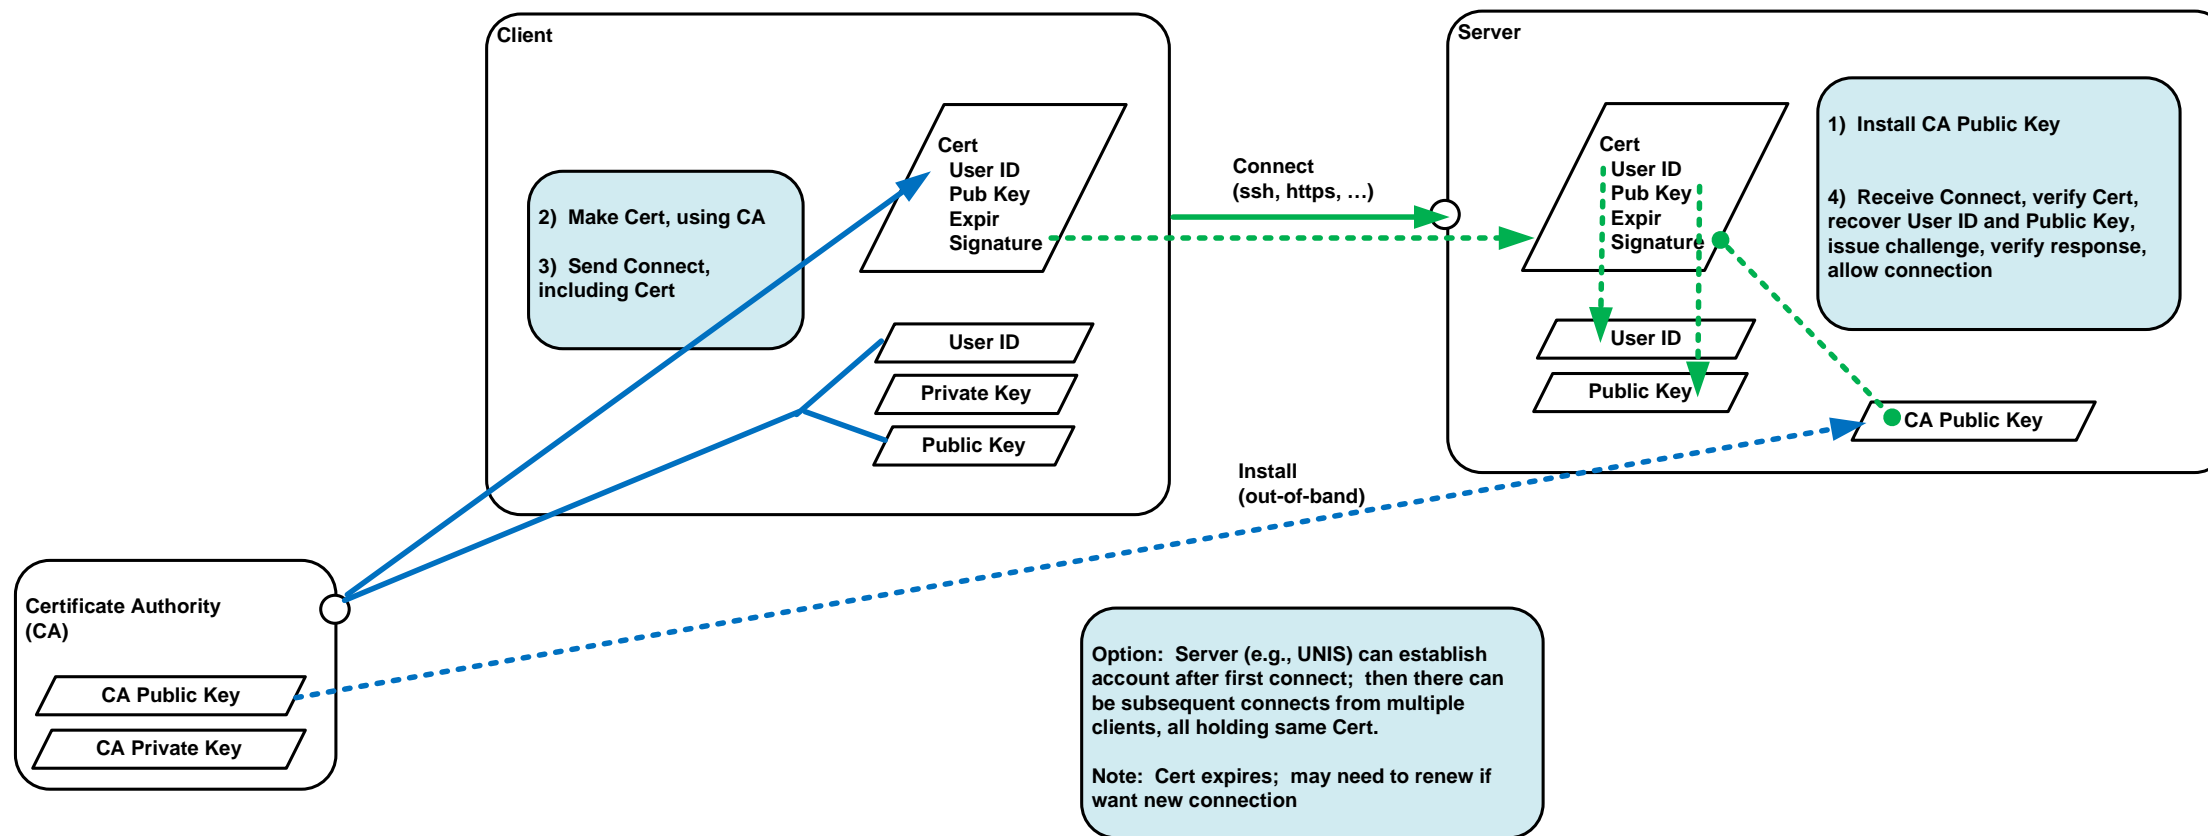 Client
Cert
User ID
Pub Key
Expir
Signature
2)  Make Cert, using CA
3)  Send Connect,
including Cert
User ID
Private Key
Public Key
Connect
(ssh, https, …)
Server
Cert
User ID
Pub Key
Expir
Signature
1)  Install CA Public Key
4)  Receive Connect, verify Cert,
recover User ID and Public Key,
issue challenge, verify response,
allow connection
User ID
Public Key
CA Public Key
Install
(out-of-band)
Certificate Authority
(CA)
CA Public Key
CA Private Key
Option:  Server (e.g., UNIS) can establish
account after first connect;  then there can
be subsequent connects from multiple
clients, all holding same Cert.
Note:  Cert expires;  may need to renew if
want new connection